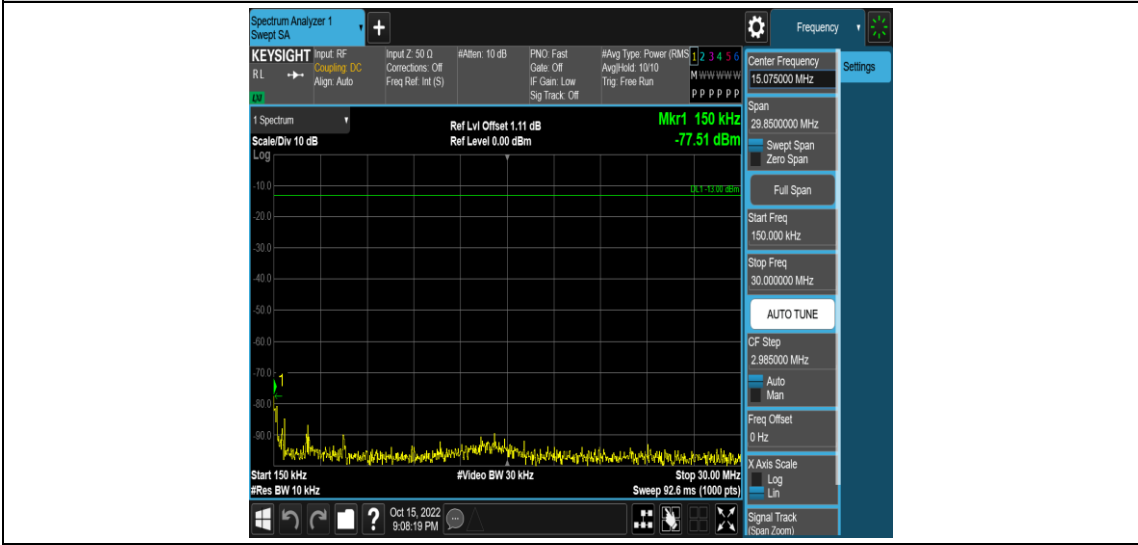 Spectrum Analyzer 1
Swept SA
+
Frequency
KEYSIGHT
RL
LM
Input: RF
Coupling: DC
Align: Auto
Input Z: 50 Ω
Corrections: Off
Freq Ref: Int (S)
#Atten: 10 dB
PNO: Fast
Gate: Off
IF Gain: Low
Sig Track: Off
#Avg Type: Power (RMS
Avg|Hold: 10/10
Trig: Free Run
1 2 3 4 5 6
M W W W W W
P P P P P P
1 Spectrum
Scale/Div 10 dB
Log
Ref Lvl Offset 1.11 dB
Ref Level 0.00 dBm
Mkr1 150 kHz
-77.51 dBm
DL1 -13.00 dBm
-10.0
-20.0
-30.0
-40.0
-50.0
-60.0
-70.0
1
-80.0
-90.0
Start 150 kHz
#Video BW 30 kHz
Stop 30.00 MHz
#Res BW 10 kHz
Sweep 92.6 ms (1000 pts)
?
Oct 15, 2022
9:08:19 PM
Center Frequency
15.075000 MHz
Settings
Span
29.8500000 MHz
Swept Span
Zero Span
Full Span
Start Freq
150.000 kHz
Stop Freq
30.000000 MHz
AUTO TUNE
CF Step
2.985000 MHz
Auto
Man
Freq Offset
0 Hz
X Axis Scale
Log
Lin
Signal Track
(Span Zoom)